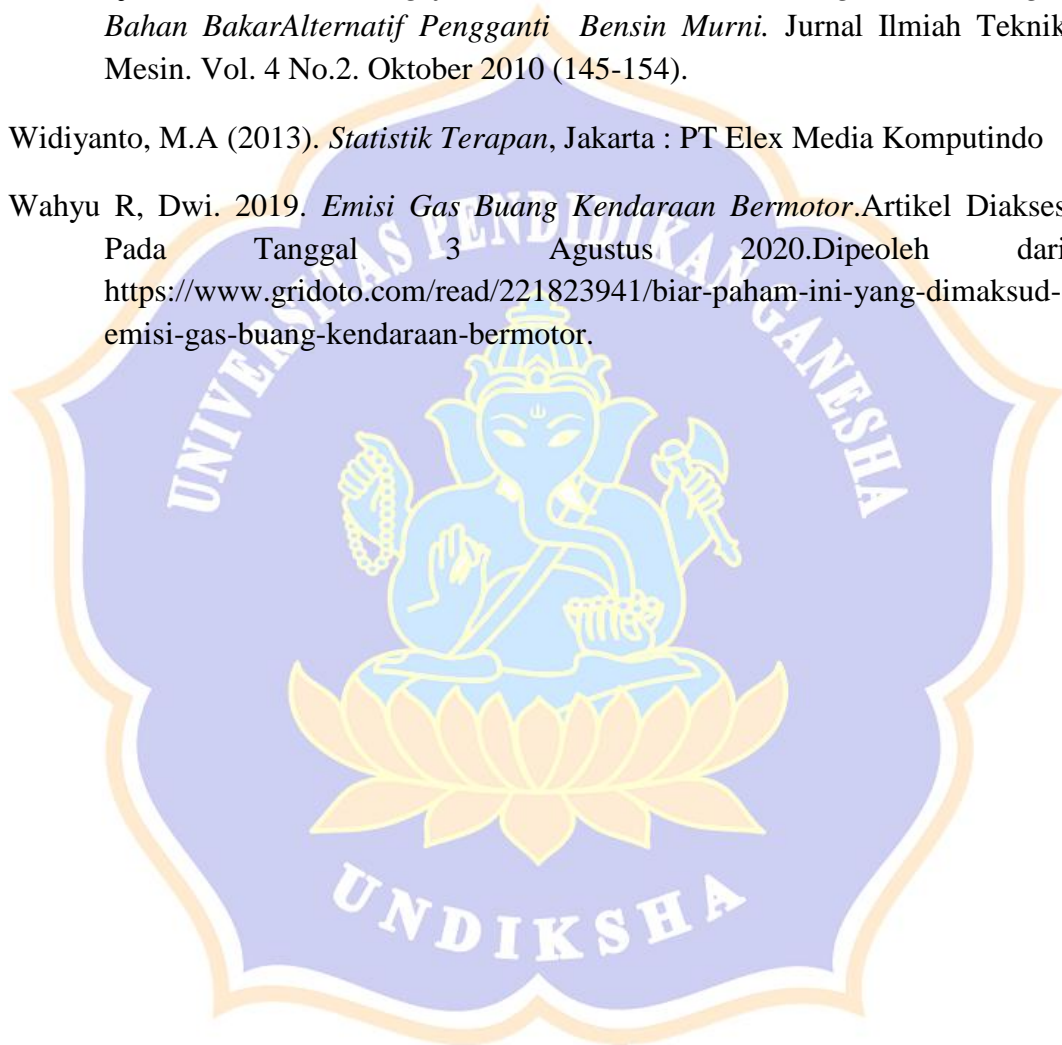 Bahan BakarAlternatif Pengganti Bensin Murni. Jurnal Ilmiah Teknik
Mesin. Vol. 4 No.2. Oktober 2010 (145-154).
Widiyanto, M.A (2013). Statistik Terapan, Jakarta : PT Elex Media Komputindo
Wahyu R, Dwi. 2019. Emisi Gas Buang Kendaraan Bermotor.Artikel Diakses
Pada Tanggal 3 Agustus 2020.Dipeoleh dari
https://www.gridoto.com/read/221823941/biar-paham-ini-yang-dimaksud-
emisi-gas-buang-kendaraan-bermotor.
UNIVERSITAS PENDIDIKAN GANESHA
UNDIKSHA